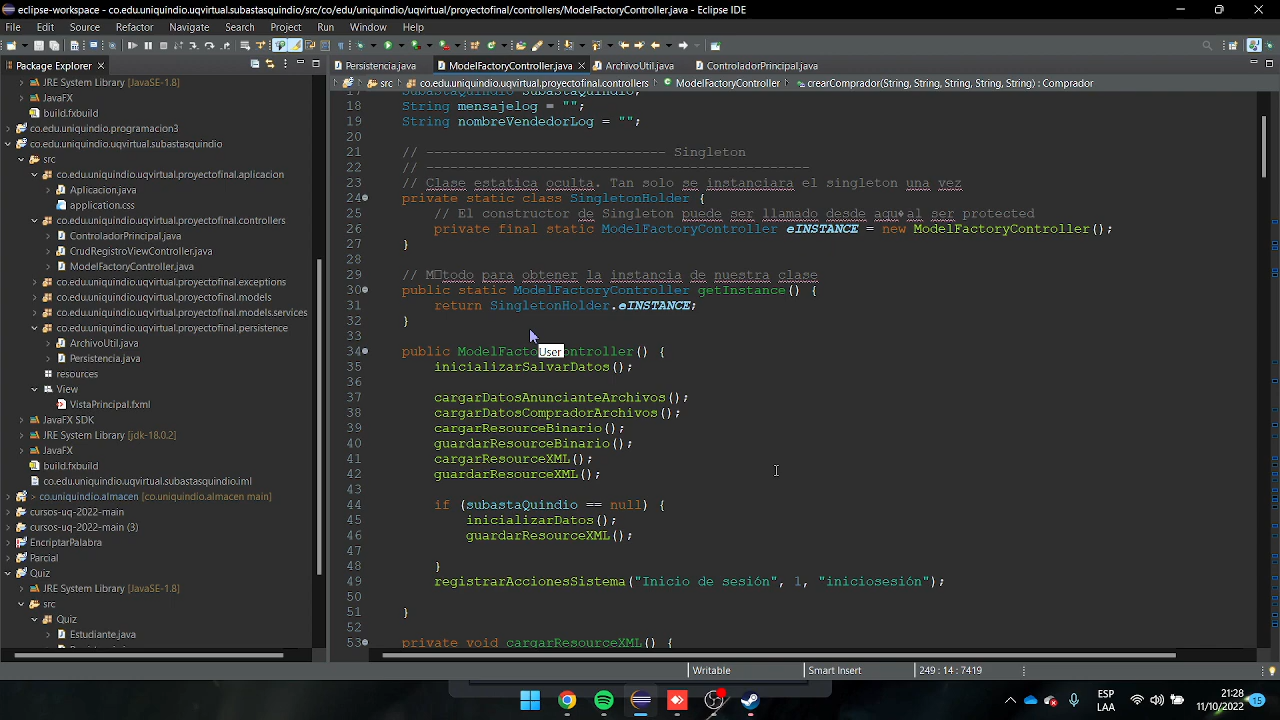 eclipse-workspace - co.edu.uniquindio.uqvirtual.subastasquindio/src/co/edu/uniquindio/uqvirtual/proyectofinal/controllers/ModelFactoryController.java - Eclipse IDE
File Edit Source Refactor Navigate Search Project Run Window Help
Package Explorer
JRE System Library [JavaSE-1.8]
JavaFX
build.fxbuild
co.edu.uniquindio.programacion3
co.edu.uniquindio.uqvirtual.subastasquindio
src
co.edu.uniquindio.uqvirtual.proyectofinal.aplicacion
Aplicacion.java
application.css
co.edu.uniquindio.uqvirtual.proyectofinal.controllers
ControladorPrincipal.java
CrudRegistroViewController.java
ModelFactoryController.java
co.edu.uniquindio.uqvirtual.proyectofinal.exceptions
co.edu.uniquindio.uqvirtual.proyectofinal.models
co.edu.uniquindio.uqvirtual.proyectofinal.models.services
co.edu.uniquindio.uqvirtual.proyectofinal.persistence
ArchivoUtil.java
Persistencia.java
resources
View
VistaPrincipal.fxml
JavaFX SDK
JRE System Library [jdk-18.0.2]
JavaFX
build.fxbuild
co.edu.uniquindio.uqvirtual.subastasquindio.iml
> co.uniquindio.almacen [co.uniquindio.almacen main]
cursos-uq-2022-main
cursos-uq-2022-main (3)
EncriptarPalabra
Parcial
Quiz
JRE System Library [JavaSE-1.8]
src
Quiz
Estudiante.java
Persistencia.java ModelFactoryController.java ArchivoUtil.java ControladorPrincipal.java
src co.edu.uniquindio.uqvirtual.proyectofinal.controllers ModelFactoryController crearComprador(String, String, String, String, String) : Comprador
17 SubastaQuindio subastaQuindio;
18 String mensajelog = "";
19 String nombreVendedorLog = "";
20
21 // ------------------------------ Singleton
22 // ------------------------------------------------
23 // Clase estatica oculta. Tan solo se instanciara el singleton una vez
24 private static class SingletonHolder {
25 // El constructor de Singleton puede ser llamado desde aqu�al ser protected
26 private final static ModelFactoryController eINSTANCE = new ModelFactoryController();
27 }
28
29 // M□todo para obtener la instancia de nuestra clase
30 public static ModelFactoryController getInstance() {
31 return SingletonHolder.eINSTANCE;
32 }
33
34 public ModelFactoryController() {
User
35 inicializarSalvarDatos();
36
37 cargarDatosAnuncianteArchivos();
38 cargarDatosCompradorArchivos();
39 cargarResourceBinario();
40 guardarResourceBinario();
41 cargarResourceXML();
42 guardarResourceXML();
43
44 if (subastaQuindio == null) {
45 inicializarDatos();
46 guardarResourceXML();
47
48 }
49 registrarAccionesSistema("Inicio de sesión", 1, "iniciosesión");
50
51 }
52
53 private void cargarResourceXML() {
Writable Smart Insert 249 : 14 : 7419
ESP
LAA
21:28
11/10/2022
15